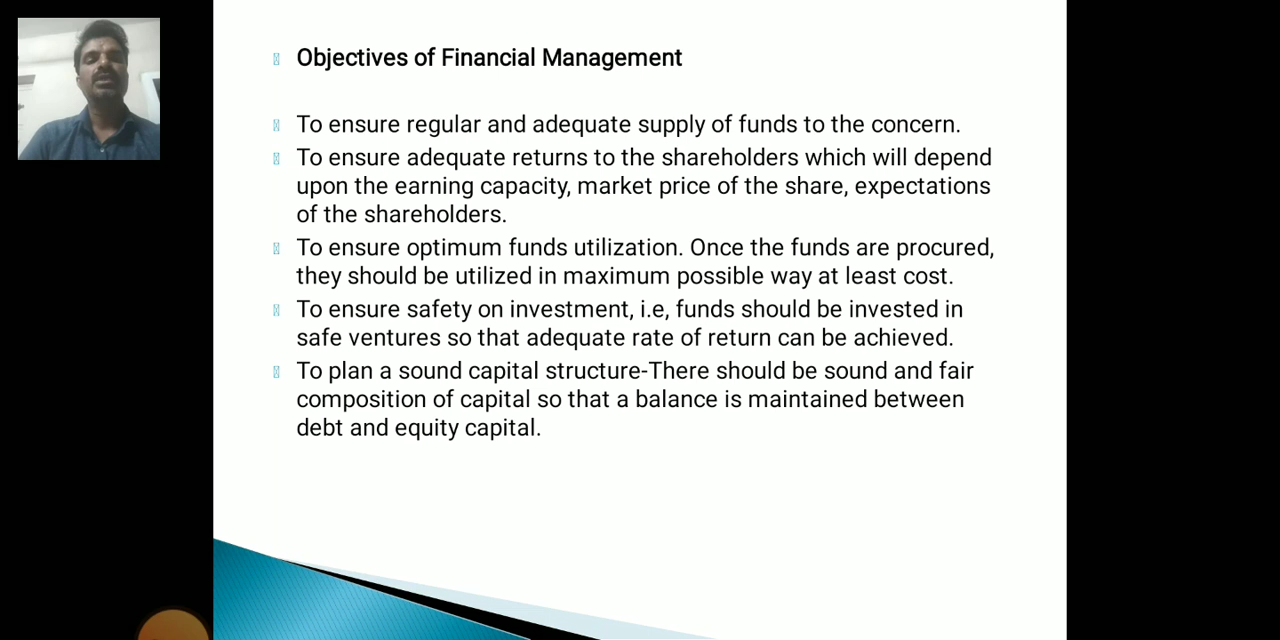 Objectives of Financial Management
To ensure regular and adequate supply of funds to the concern.
To ensure adequate returns to the shareholders which will depend
upon the earning capacity, market price of the share, expectations
of the shareholders.
To ensure optimum funds utilization. Once the funds are procured,
they should be utilized in maximum possible way at least cost.
To ensure safety on investment, i.e, funds should be invested in
safe ventures so that adequate rate of return can be achieved.
To plan a sound capital structure-There should be sound and fair
composition of capital so that a balance is maintained between
debt and equity capital.